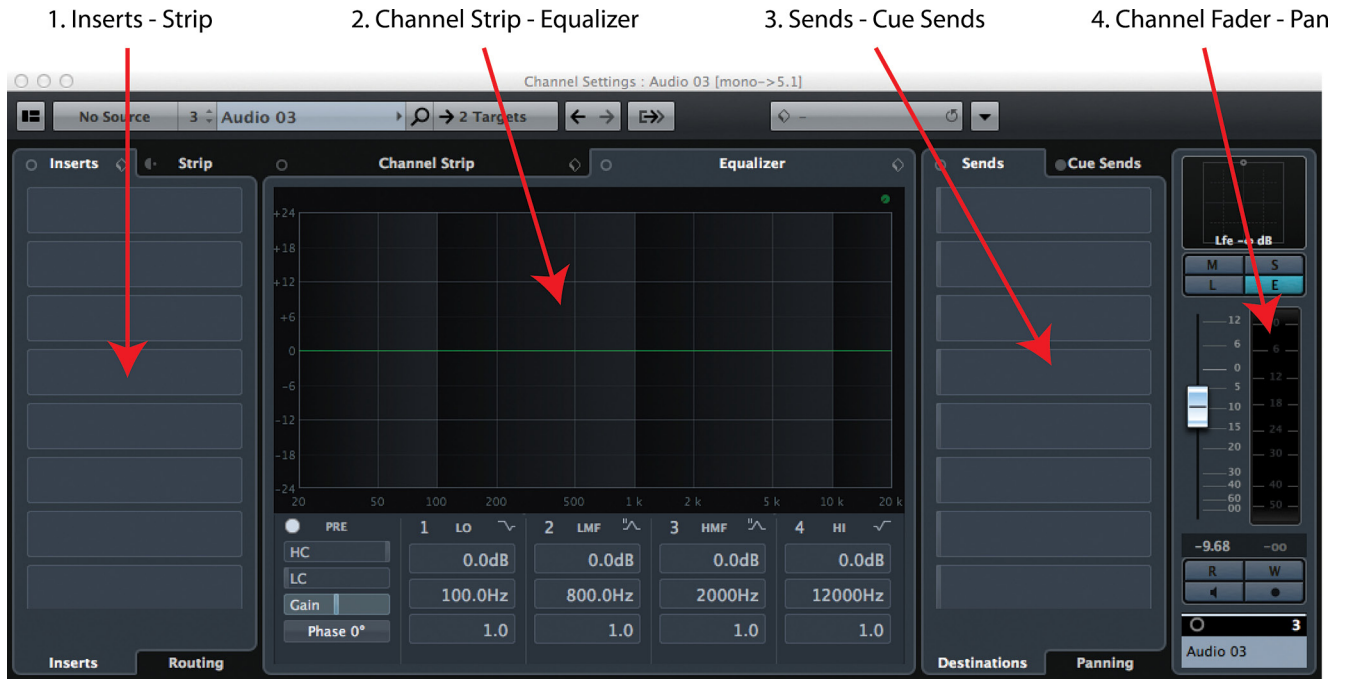 1. Inserts - Strip
2. Channel Strip - Equalizer
3. Sends - Cue Sends
4. Channel Fader - Pan
Channel Settings : Audio 03 [mono->5.1]
No Source
3
Audio 03
2 Targets
–
Inserts
Strip
Channel Strip
Equalizer
Sends
Cue Sends
+24
+18
+12
+6
0
-6
-12
-18
-24
20
50
100
200
500
1 k
2 k
5 k
10 k
20 k
PRE
HC
LC
Gain
Phase 0°
1 LO
0.0dB
100.0Hz
1.0
2 LMF
0.0dB
800.0Hz
1.0
3 HMF
0.0dB
2000Hz
1.0
4 HI
0.0dB
12000Hz
1.0
Inserts
Routing
Destinations
Panning
Lfe -∞ dB
M S
L E
12
6
0
5
10
15
20
30
40
60
00
0
6
12
18
24
30
40
50
-9.68 -oo
R W
3
Audio 03